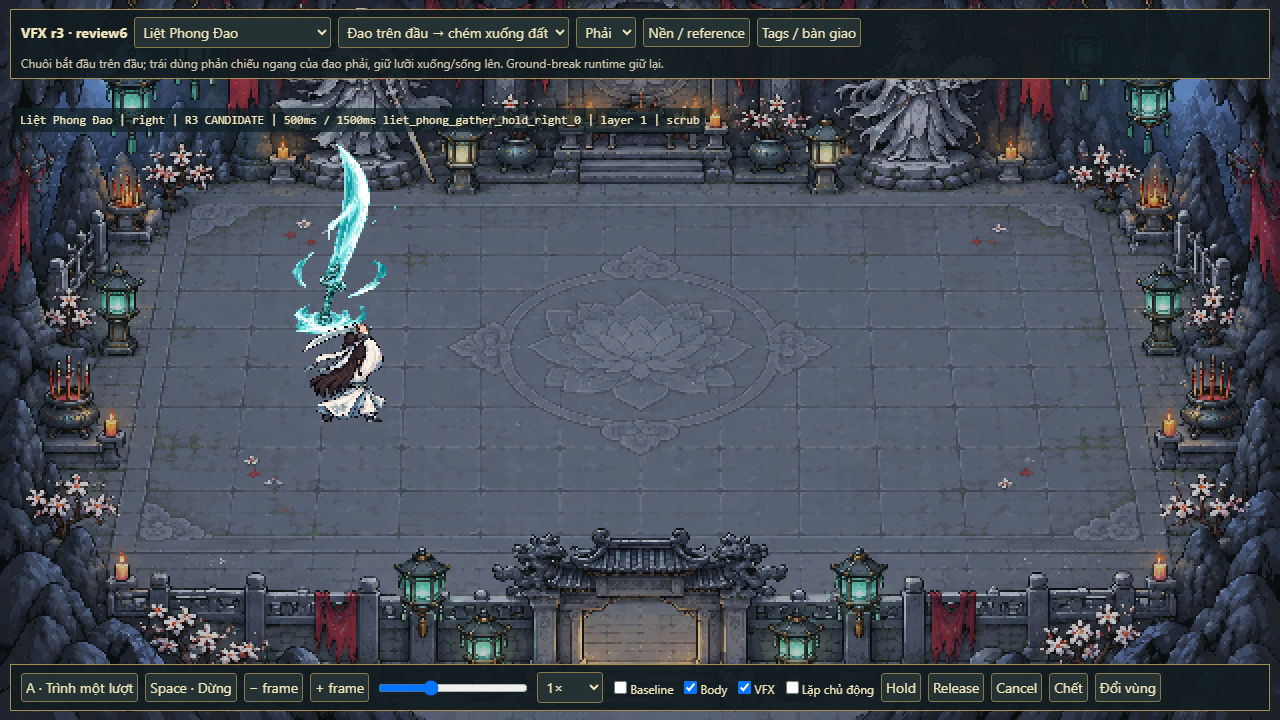 VFX r3 · review6 Liệt Phong Đao Đao trên đầu → chém xuống đất Phải Nền / reference Tags / bàn giao
Chuôi bắt đầu trên đầu; trái dùng phản chiếu ngang của đao phải, giữ lưỡi xuống/sống lên. Ground-break runtime giữ lại.
Liệt Phong Đao | right | R3 CANDIDATE | 500ms / 1500ms liet_phong_gather_hold_right_0 | layer 1 | scrub
A · Trình một lượt Space · Dừng − frame + frame 1× Baseline Body VFX Lặp chủ động Hold Release Cancel Chết Đổi vùng